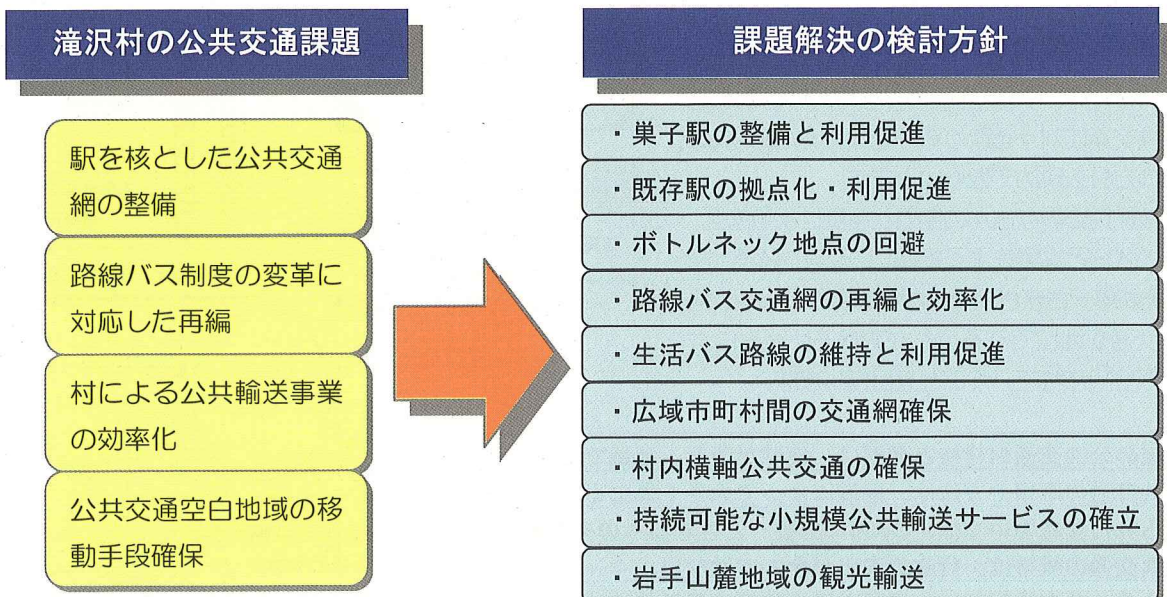 滝沢村の公共交通課題
駅を核とした公共交通
網の整備
路線バス制度の変革に
対応した再編
村による公共輸送事業
の効率化
公共交通空白地域の移
動手段確保
課題解決の検討方針
・巣子駅の整備と利用促進
・既存駅の拠点化・利用促進
・ボトルネック地点の回避
・路線バス交通網の再編と効率化
・生活バス路線の維持と利用促進
・広域市町村間の交通網確保
・村内横軸公共交通の確保
・持続可能な小規模公共輸送サービスの確立
・岩手山麓地域の観光輸送